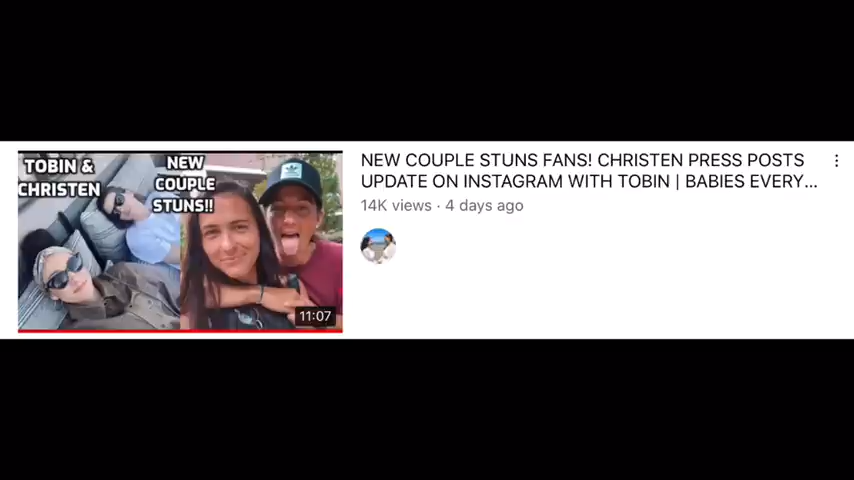 TOBIN &
CHRISTEN
NEW
COUPLE
STUNS!!
11:07
NEW COUPLE STUNS FANS! CHRISTEN PRESS POSTS
UPDATE ON INSTAGRAM WITH TOBIN | BABIES EVERY...
14K views · 4 days ago